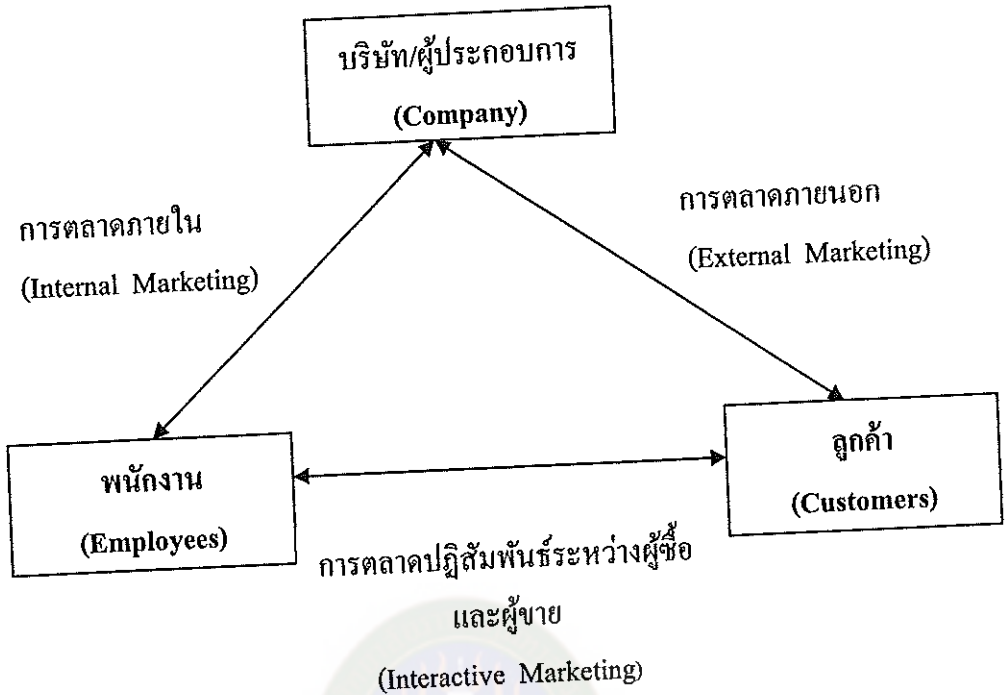 บริษัท/ผู้ประกอบการ
(Company)
การตลาดภายใน
(Internal Marketing)
การตลาดภายนอก
(External Marketing)
พนักงาน
(Employees)
ลูกค้า
(Customers)
การตลาดปฎิสัมพันธ์ระหว่างผู้ซื้อ
และผู้ขาย
(Interactive Marketing)